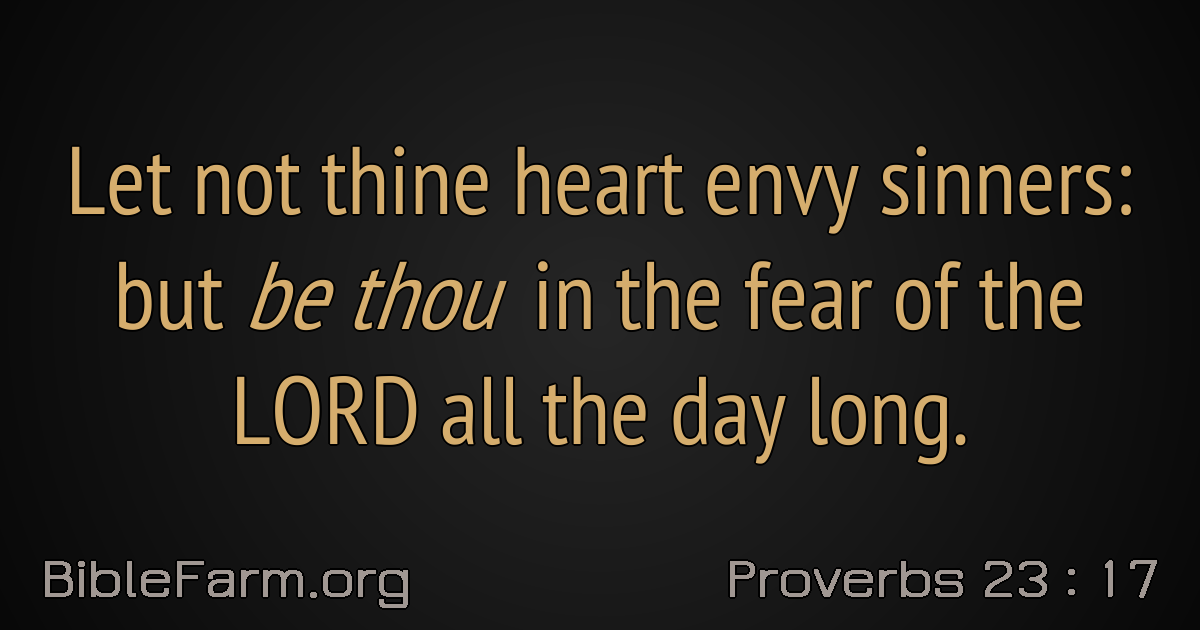 Let not thine heart envy sinners:
but be thou in the fear of the
LORD all the day long.
BibleFarm.org
Proverbs 23 : 17